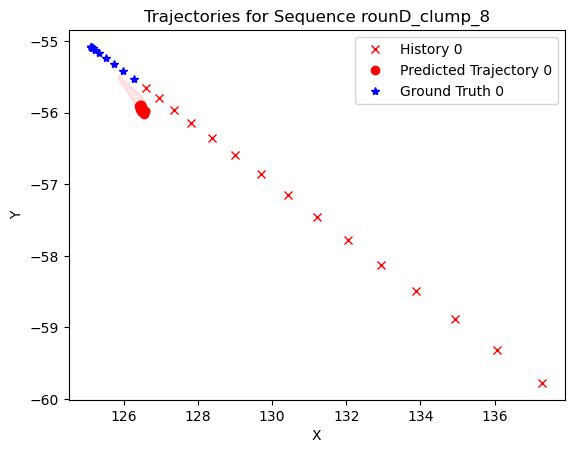 Trajectories for Sequence rounD_clump_8
History 0
Predicted Trajectory 0
Ground Truth 0
−55
−56
−57
−58
−59
−60
Y
126
128
130
132
134
136
X